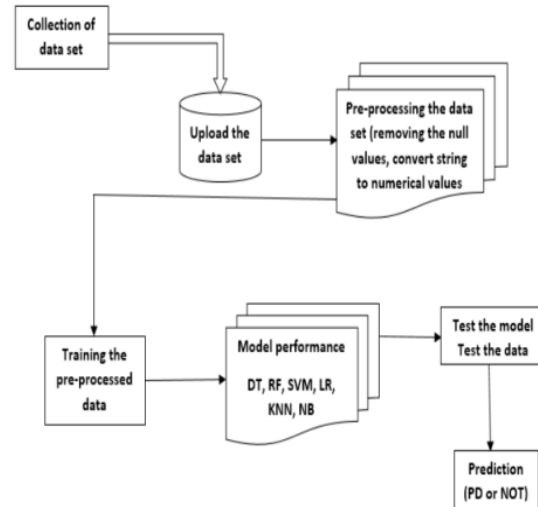 Collection of
data set
Upload the
data set
Pre-processing the data
set (removing the null
values, convert string
to numerical values
Training the
pre-processed
data
Model performance
DT, RF, SVM, LR,
KNN, NB
Test the model
Test the data
Prediction
(PD or NOT)